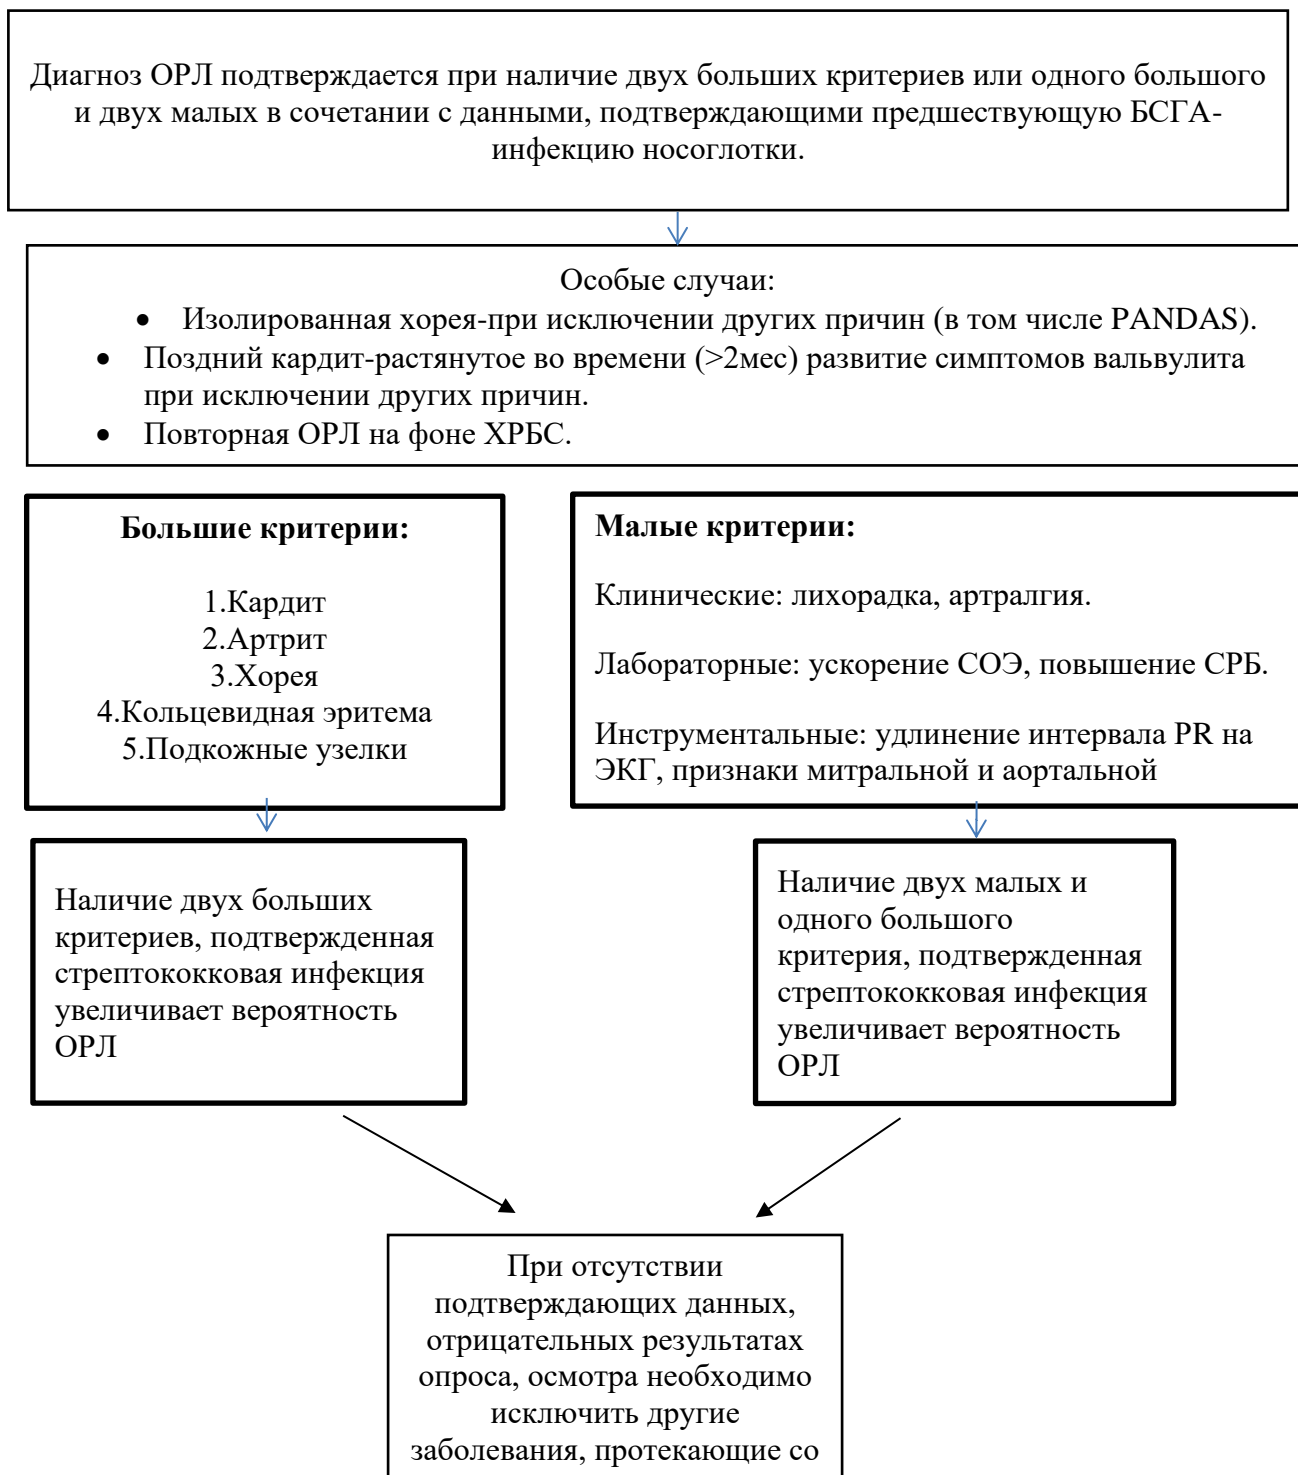 Диагноз ОРЛ подтверждается при наличие двух больших критериев или одного большого
и двух малых в сочетании с данными, подтверждающими предшествующую БСГА-
инфекцию носоглотки.
Особые случаи:
• Изолированная хорея-при исключении других причин (в том числе PANDAS).
• Поздний кардит-растянутое во времени (>2мес) развитие симптомов вальвулита
при исключении других причин.
• Повторная ОРЛ на фоне ХРБС.
Большие критерии:
1.Кардит
2.Артрит
3.Хорея
4.Кольцевидная эритема
5.Подкожные узелки
Малые критерии:
Клинические: лихорадка, артралгия.
Лабораторные: ускорение СОЭ, повышение СРБ.
Инструментальные: удлинение интервала PR на
ЭКГ, признаки митральной и аортальной
Наличие двух больших
критериев, подтвержденная
стрептококковая инфекция
увеличивает вероятность
ОРЛ
Наличие двух малых и
одного большого
критерия, подтвержденная
стрептококковая инфекция
увеличивает вероятность
ОРЛ
При отсутствии
подтверждающих данных,
отрицательных результатах
опроса, осмотра необходимо
исключить другие
заболевания, протекающие со